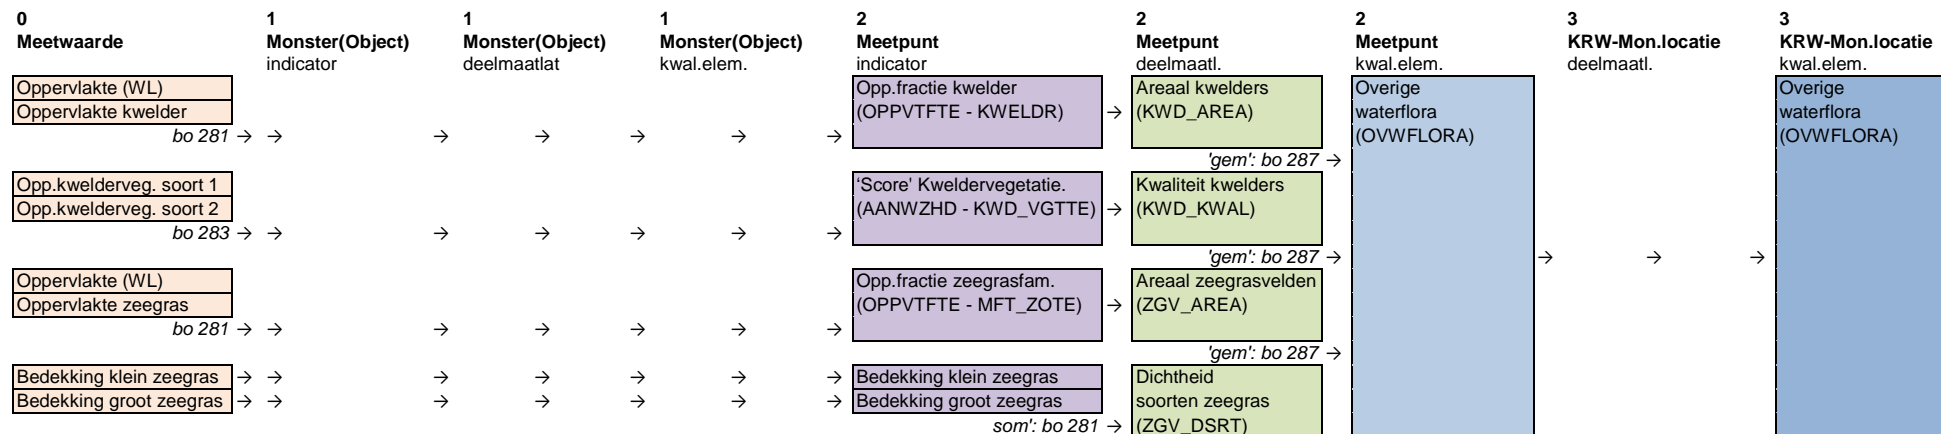 0 1 1 1 2 2 2 3 3
Meetwaarde Monster(Object) Monster(Object) Monster(Object) Meetpunt Meetpunt Meetpunt KRW-Mon.locatie KRW-Mon.locatie
indicator deelmaatlat kwal.elem. indicator deelmaatl. kwal.elem. deelmaatl. kwal.elem.
Oppervlakte (WL) Opp.fractie kwelder Areaal kwelders Overige Overige
Oppervlakte kwelder (OPPVTFTE - KWELDR) → (KWD_AREA) waterflora waterflora
bo 281 → → → → → → → (OVWFLORA) (OVWFLORA)
'gem': bo 287 →
Opp.kwelderveg. soort 1 ‘Score’ Kweldervegetatie. Kwaliteit kwelders
Opp.kwelderveg. soort 2 (AANWZHD - KWD_VGTTE) → (KWD_KWAL)
bo 283 → → → → → → →
'gem': bo 287 → → → →
Oppervlakte (WL) Opp.fractie zeegrasfam. Areaal zeegrasvelden
Oppervlakte zeegras (OPPVTFTE - MFT_ZOTE) → (ZGV_AREA)
bo 281 → → → → → → →
'gem': bo 287 →
Bedekking klein zeegras → → → → → → → Bedekking klein zeegras Dichtheid
Bedekking groot zeegras → → → → → → → Bedekking groot zeegras soorten zeegras
som': bo 281 → (ZGV_DSRT)